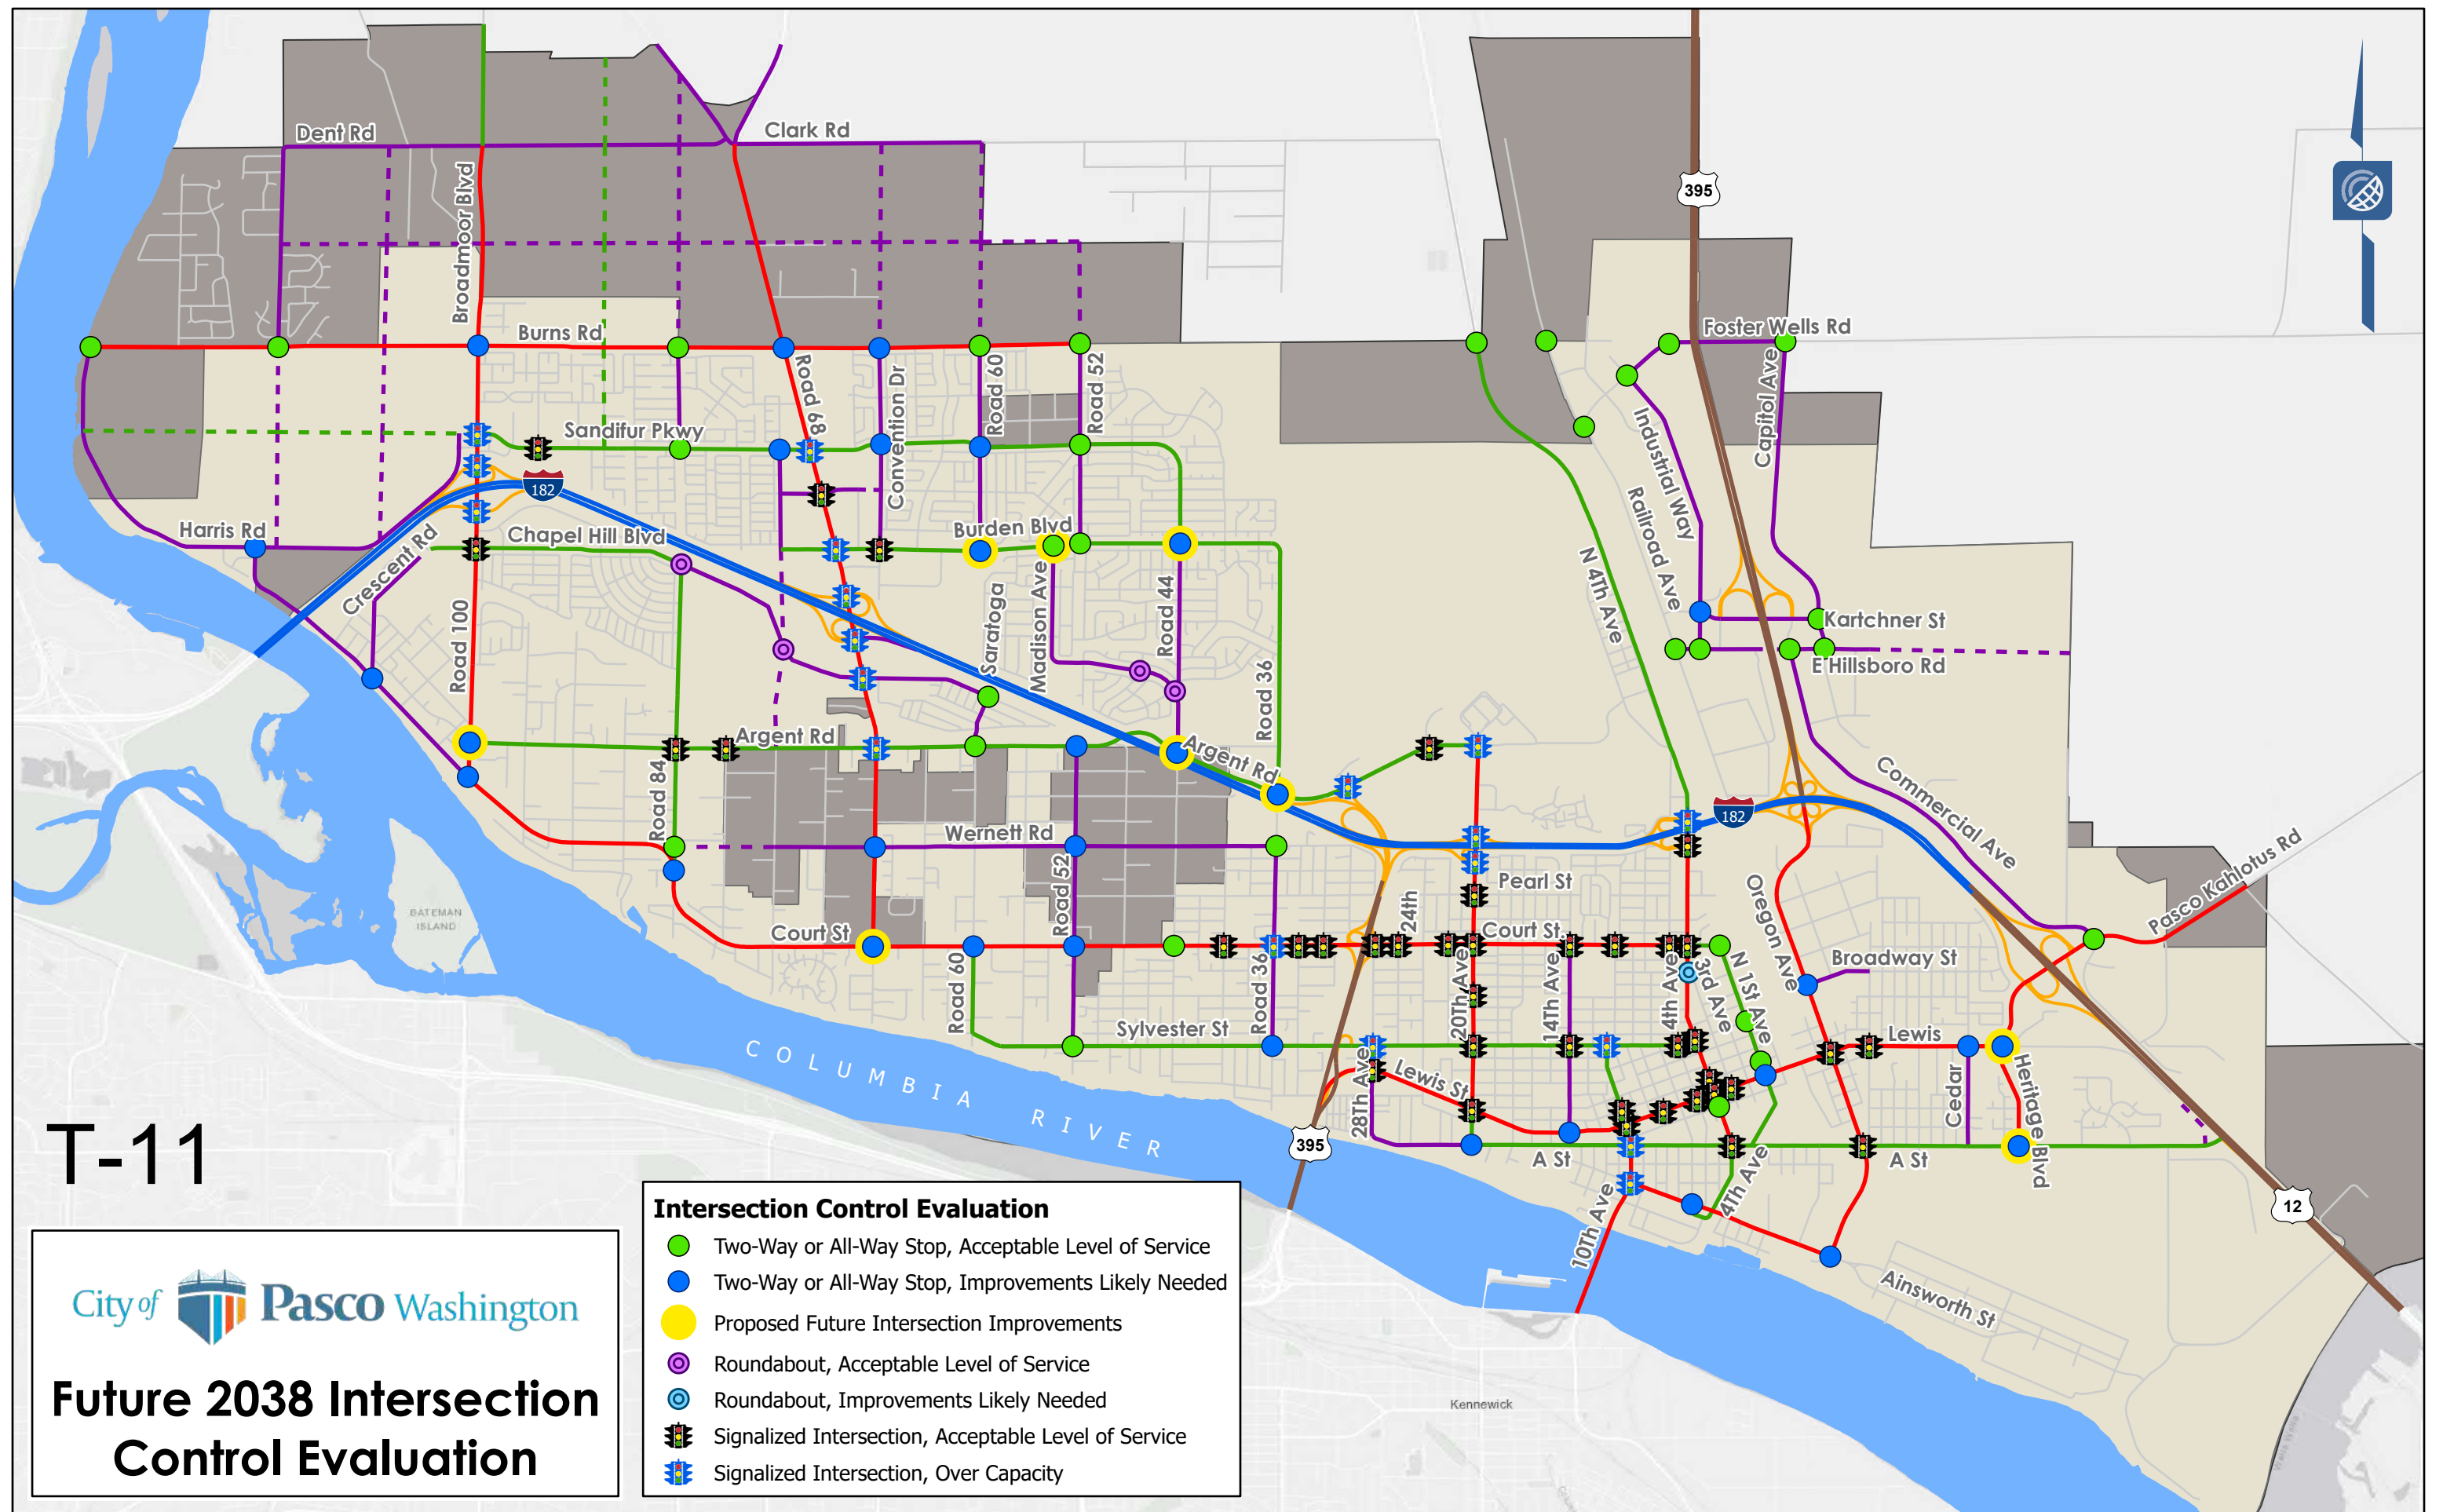 Dent Rd
Clark Rd
Broadmoor Blvd
395
Burns Rd
Road 68
Convention Dr
Road 60
Road 52
Foster Wells Rd
Capitol Ave
Industrial Way
Railroad Ave
Sandifur Pkwy
182
Harris Rd
Crescent Rd
Chapel Hill Blvd
Burden Blvd
Madison Ave
Saratoga
Road 44
Road 36
N 4Th Ave
Kartchner St
E Hillsboro Rd
Road 100
Argent Rd
Argent Rd
Road 84
Wernett Rd
182
Commercial Ave
Pasco Kahlotus Rd
Pearl St
24th
Oregon Ave
BATEMAN
ISLAND
Court St
Road 52
Court St
Road 60
Road 36
20Th Ave
14Th Ave
4Th Ave
3rd Ave
N 1St Ave
Broadway St
Sylvester St
Lewis
28Th Ave
Lewis St
Cedar
Heritage Blvd
COLUMBIA RIVER
T-11
395
A St
4Th Ave
A St
12
10Th Ave
Ainsworth St
Kennewick
City of Pasco Washington
Future 2038 Intersection
Control Evaluation
Intersection Control Evaluation
Two-Way or All-Way Stop, Acceptable Level of Service
Two-Way or All-Way Stop, Improvements Likely Needed
Proposed Future Intersection Improvements
Roundabout, Acceptable Level of Service
Roundabout, Improvements Likely Needed
Signalized Intersection, Acceptable Level of Service
Signalized Intersection, Over Capacity